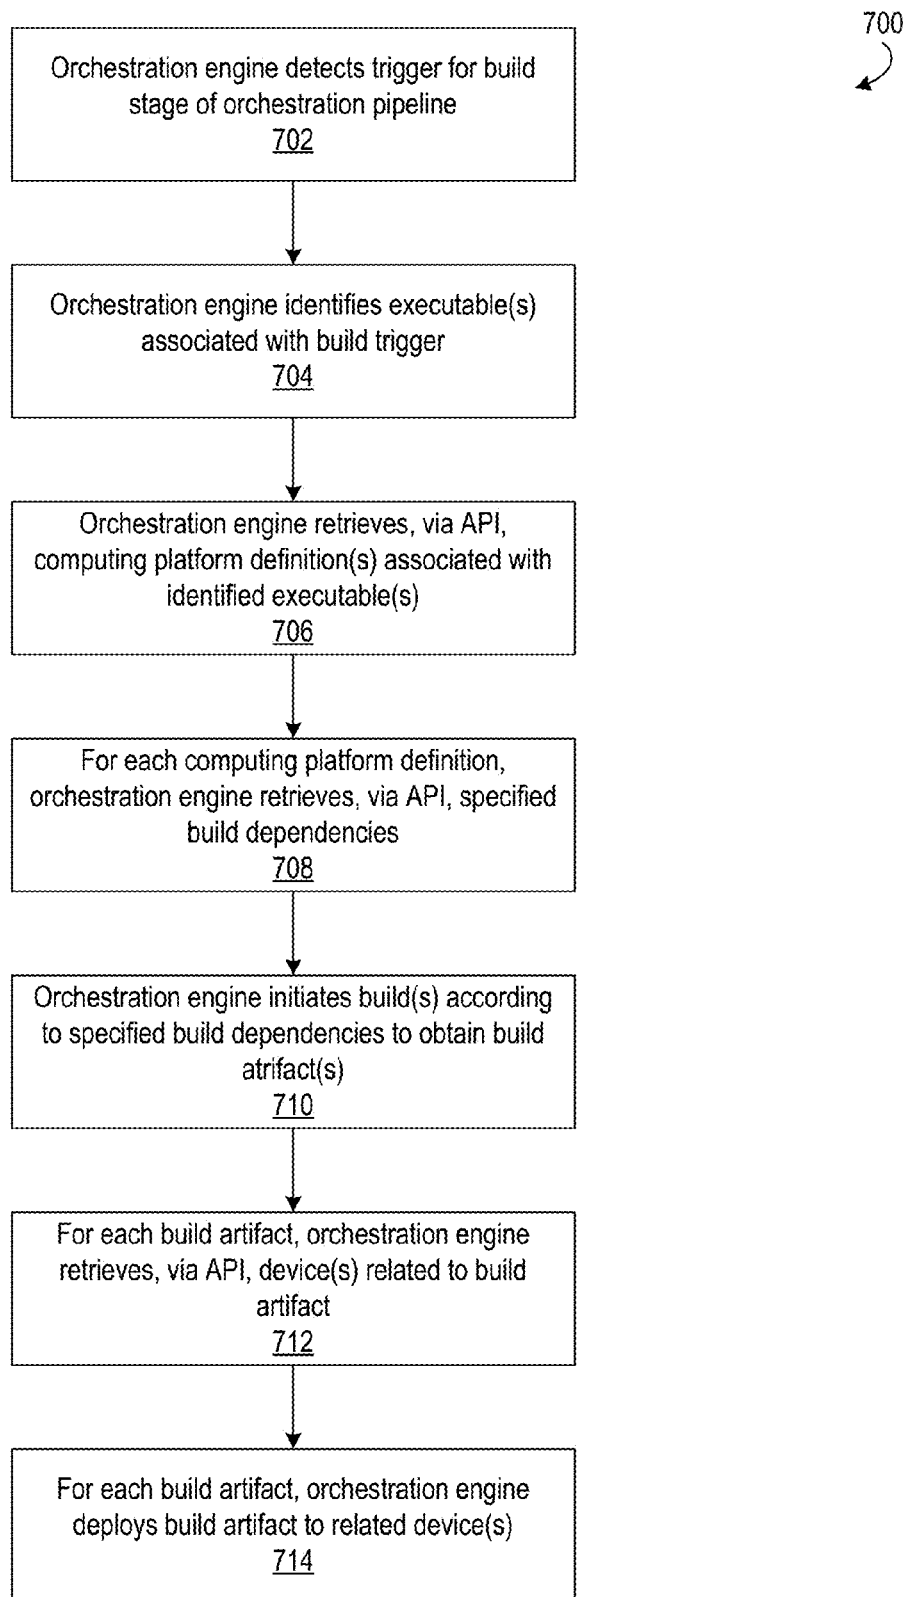 700
Orchestration engine detects trigger for build
stage of orchestration pipeline
702
Orchestration engine identifies executable(s)
associated with build trigger
704
Orchestration engine retrieves, via API,
computing platform definition(s) associated with
identified executable(s)
706
For each computing platform definition,
orchestration engine retrieves, via API, specified
build dependencies
708
Orchestration engine initiates build(s) according
to specified build dependencies to obtain build
atrifact(s)
710
For each build artifact, orchestration engine
retrieves, via API, device(s) related to build
artifact
712
For each build artifact, orchestration engine
deploys build artifact to related device(s)
714